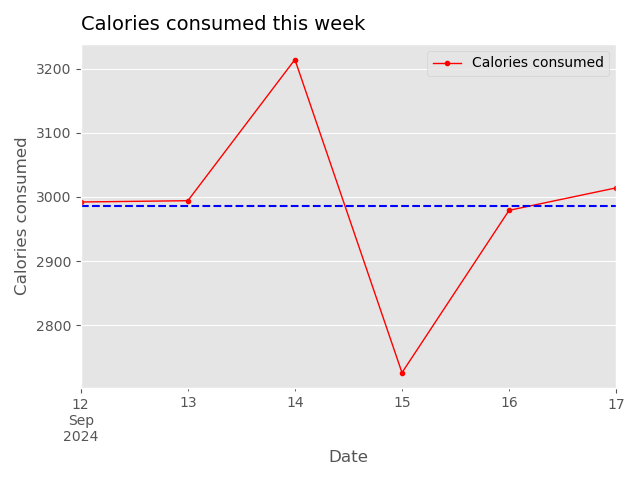 Calories consumed this week
Calories consumed
3200
3100
3000
2900
2800
Calories consumed
12
Sep
2024
13
14
15
16
17
Date